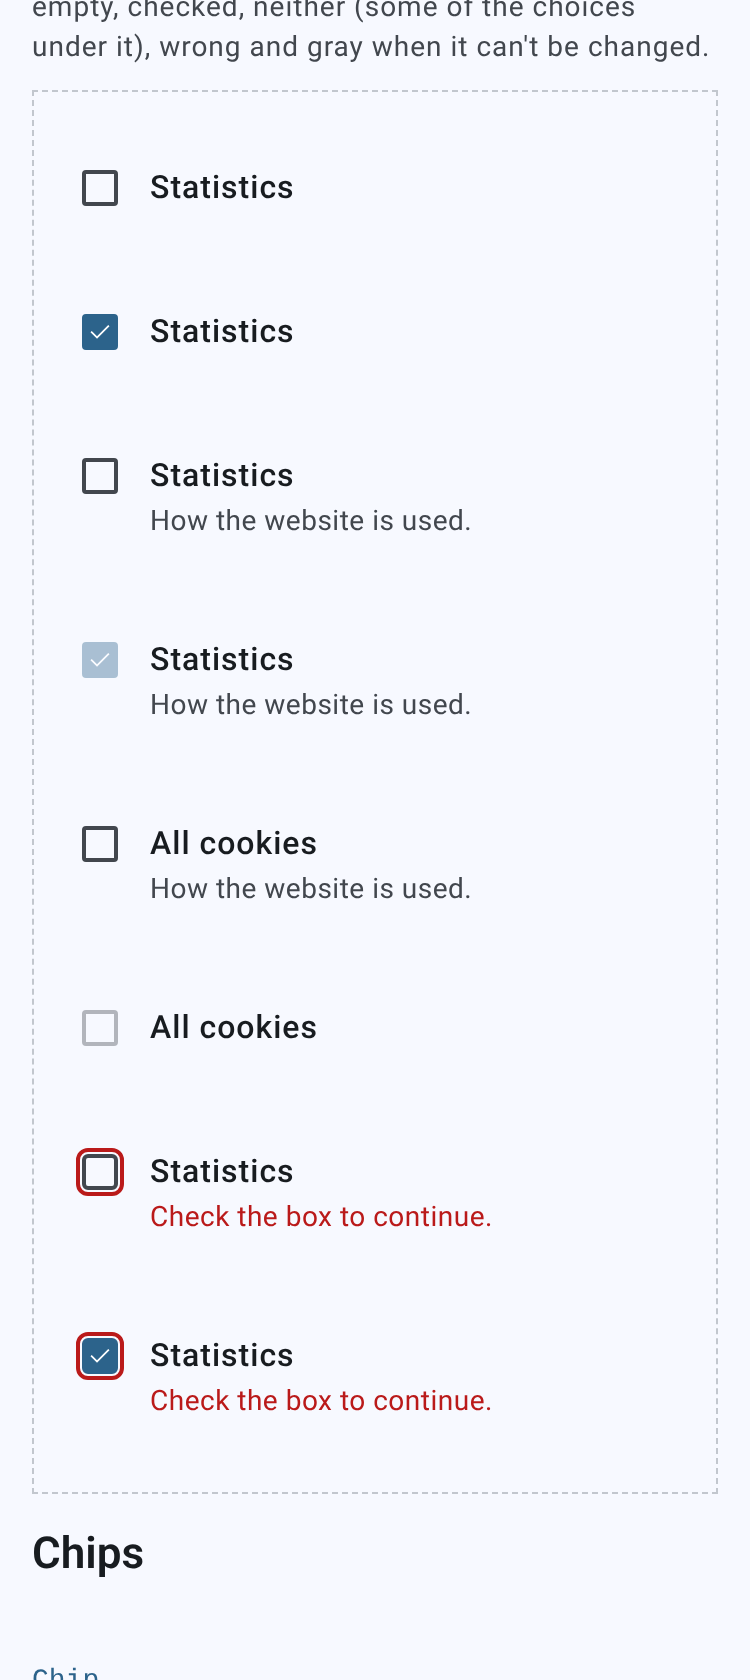 empty, checked, neither (some of the choices
under it), wrong and gray when it can't be changed.
Statistics
Statistics
Statistics
How the website is used.
Statistics
How the website is used.
All cookies
How the website is used.
All cookies
Statistics
Check the box to continue.
Statistics
Check the box to continue.
Chips
Chip